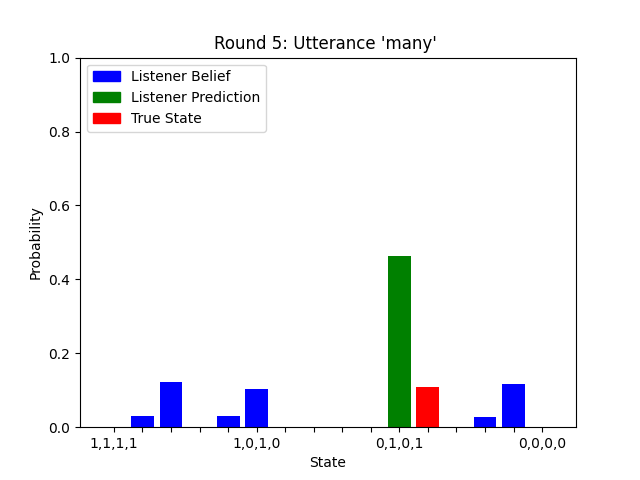 Round 5: Utterance 'many'
Listener Belief
Listener Prediction
True State
Probability
1.0
0.8
0.6
0.4
0.2
0.0
1,1,1,1 1,0,1,0 0,1,0,1 0,0,0,0
State